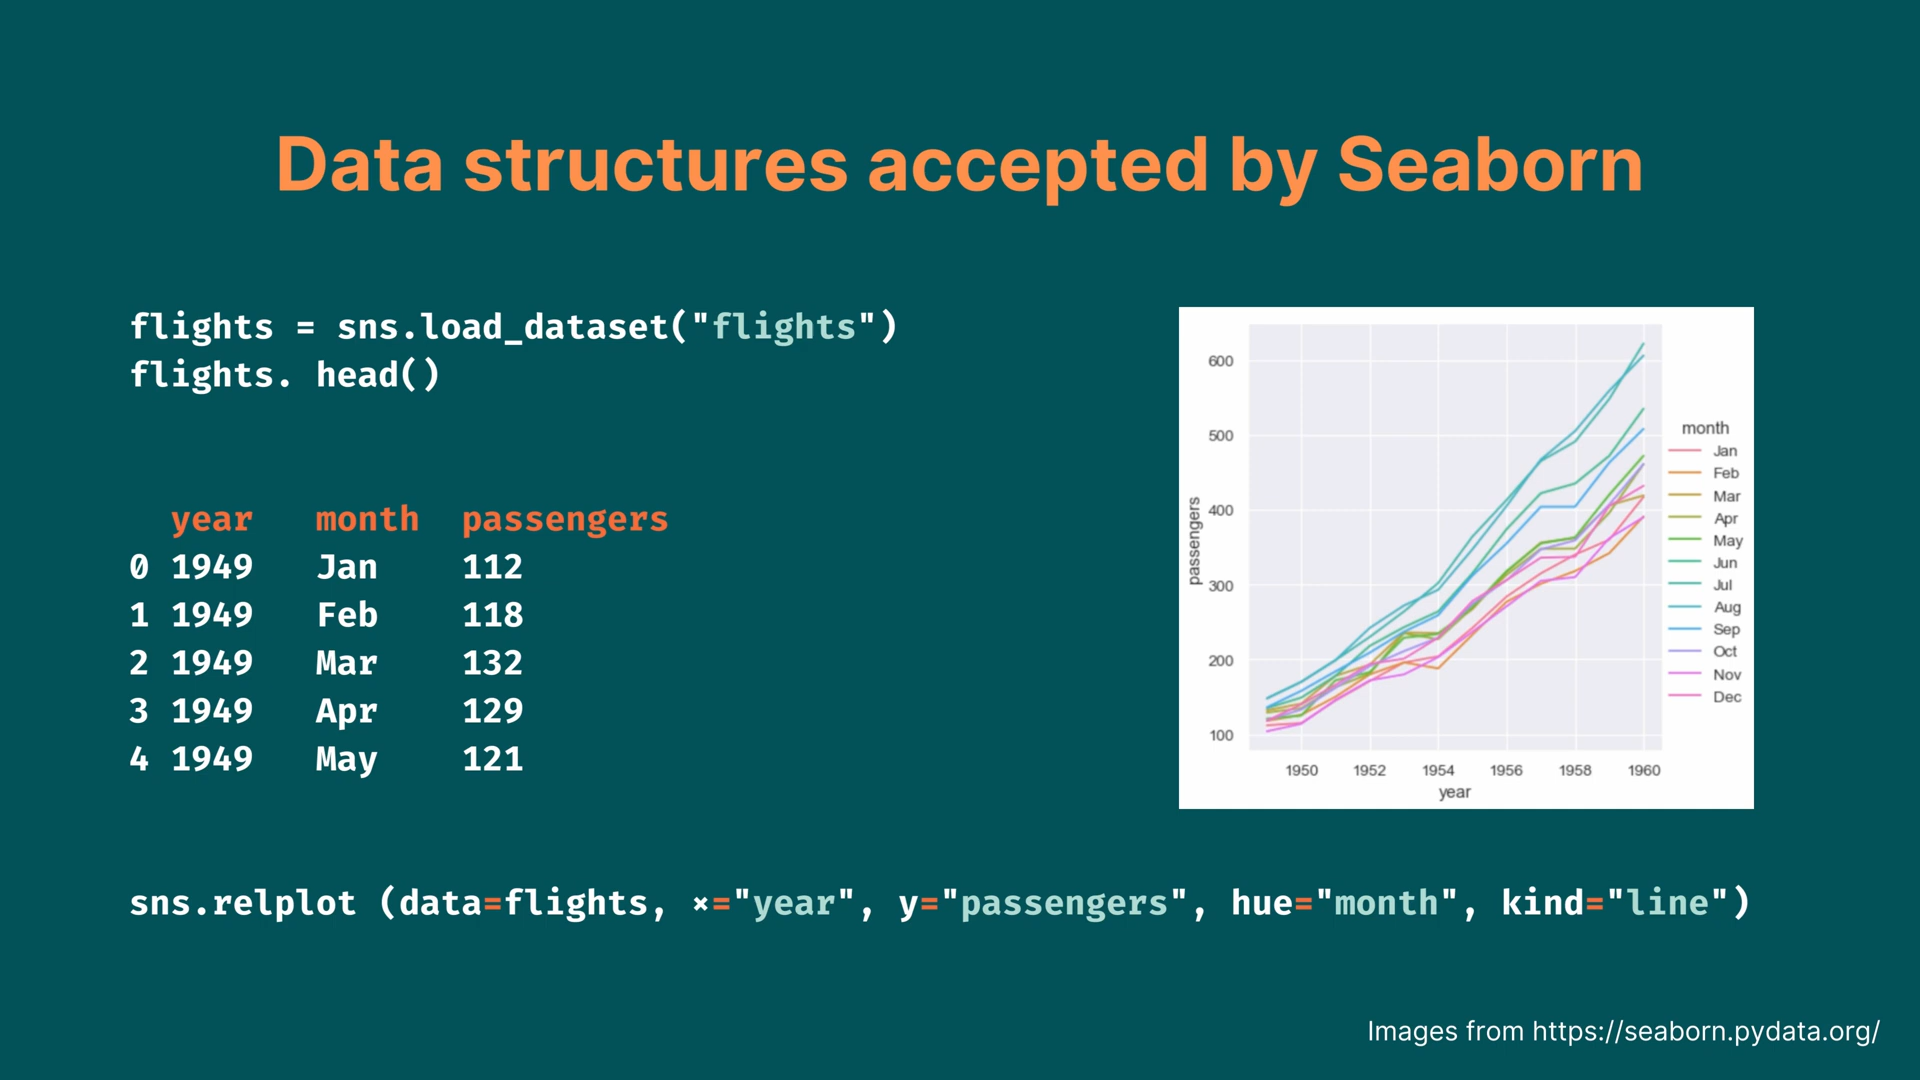 Data structures accepted by Seaborn
flights = sns.load_dataset("flights")
flights. head()
year month passengers
0 1949 Jan 112
1 1949 Feb 118
2 1949 Mar 132
3 1949 Apr 129
4 1949 May 121
600
500
400
300
200
100
passengers
1950 1952 1954 1956 1958 1960
year
month
Jan
Feb
Mar
Apr
May
Jun
Jul
Aug
Sep
Oct
Nov
Dec
sns.relplot (data=flights, ×="year", y="passengers", hue="month", kind="line")
Images from https://seaborn.pydata.org/